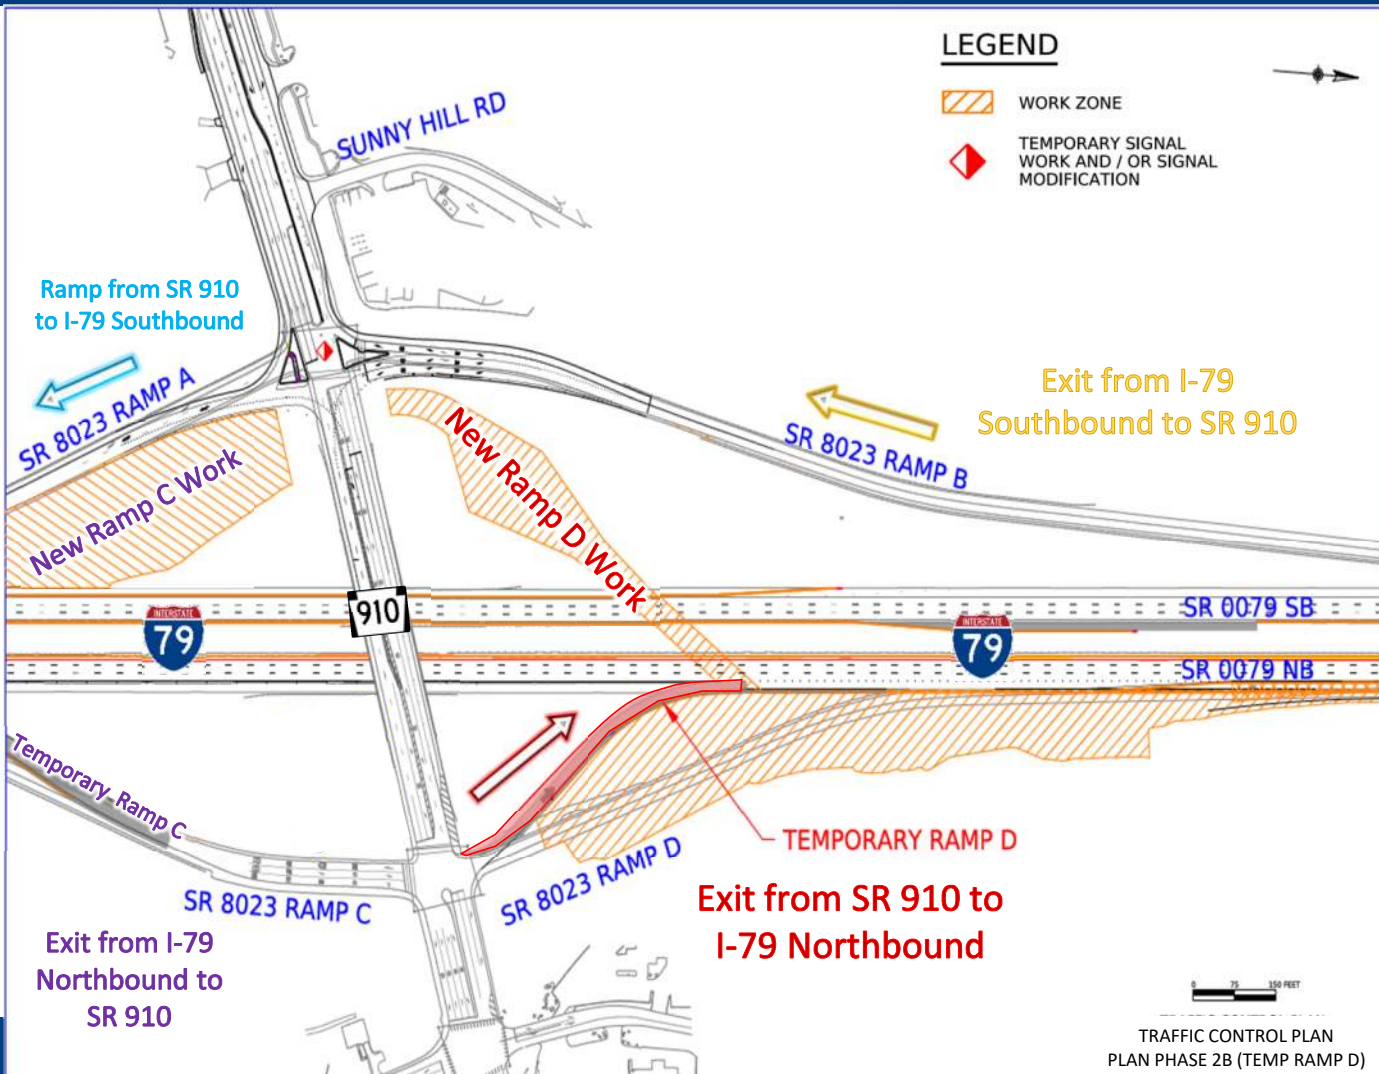 LEGEND
WORK ZONE
TEMPORARY SIGNAL
WORK AND / OR SIGNAL
MODIFICATION
SUNNY HILL RD
Ramp from SR 910
to I-79 Southbound
SR 8023 RAMP A
Exit from I-79
Southbound to SR 910
SR 8023 RAMP B
New Ramp C Work
New Ramp D Work
910
INTERSTATE
79
INTERSTATE
79
SR 0079 SB
SR 0079 NB
Temporary Ramp C
SR 8023 RAMP C
SR 8023 RAMP D
TEMPORARY RAMP D
Exit from SR 910 to
I-79 Northbound
Exit from I-79
Northbound to
SR 910
0 75 150 FEET
TRAFFIC CONTROL PLAN
PLAN PHASE 2B (TEMP RAMP D)